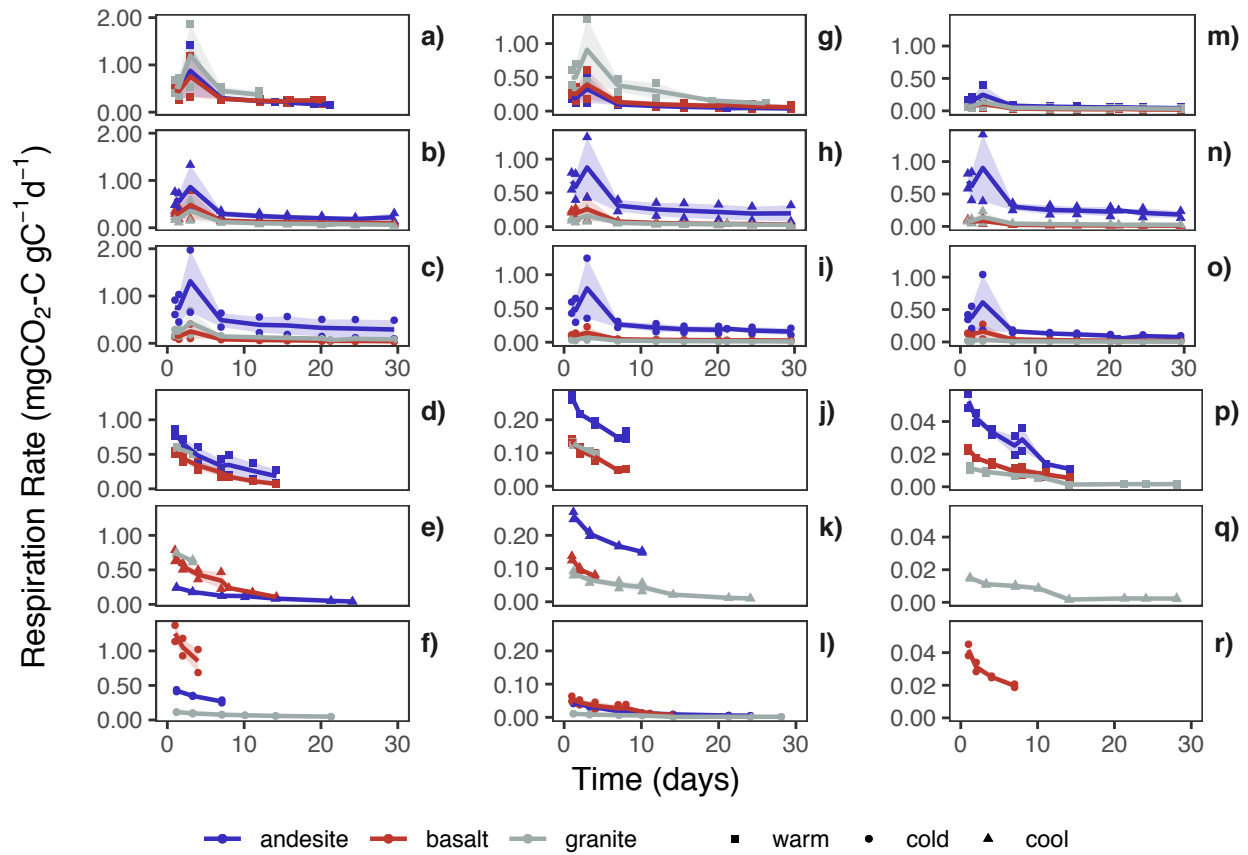 Respiration Rate (mgCO₂-C gC⁻¹d⁻¹)
2.00
1.00
0.00
a)
2.00
1.00
0.00
b)
2.00
1.00
0.00
c)
0 10 20 30
1.00
0.50
0.00
d)
1.00
0.50
0.00
e)
1.00
0.50
0.00
f)
0 10 20 30
1.00
0.50
0.00
g)
1.00
0.50
0.00
h)
1.00
0.50
0.00
i)
0 10 20 30
0.20
0.10
0.00
j)
0.20
0.10
0.00
k)
0.20
0.10
0.00
l)
0 10 20 30
1.00
0.50
0.00
m)
1.00
0.50
0.00
n)
1.00
0.50
0.00
o)
0 10 20 30
0.04
0.02
0.00
p)
0.04
0.02
0.00
q)
0.04
0.02
0.00
r)
0 10 20 30
Time (days)
andesite basalt granite warm cold cool